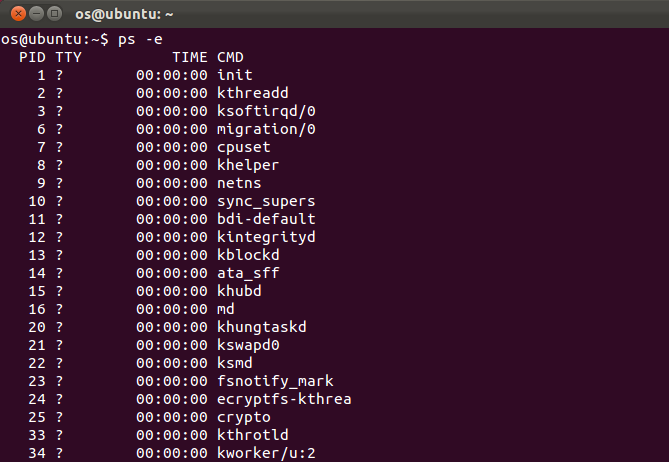 os@ubuntu: ~
os@ubuntu:~$ ps -e
PID TTY TIME CMD
1 ? 00:00:00 init
2 ? 00:00:00 kthreadd
3 ? 00:00:00 ksoftirqd/0
6 ? 00:00:00 migration/0
7 ? 00:00:00 cpuset
8 ? 00:00:00 khelper
9 ? 00:00:00 netns
10 ? 00:00:00 sync_supers
11 ? 00:00:00 bdi-default
12 ? 00:00:00 kintegrityd
13 ? 00:00:00 kblockd
14 ? 00:00:00 ata_sff
15 ? 00:00:00 khubd
16 ? 00:00:00 md
20 ? 00:00:00 khungtaskd
21 ? 00:00:00 kswapd0
22 ? 00:00:00 ksmd
23 ? 00:00:00 fsnotify_mark
24 ? 00:00:00 ecryptfs-kthrea
25 ? 00:00:00 crypto
33 ? 00:00:00 kthrotld
34 ? 00:00:00 kworker/u:2